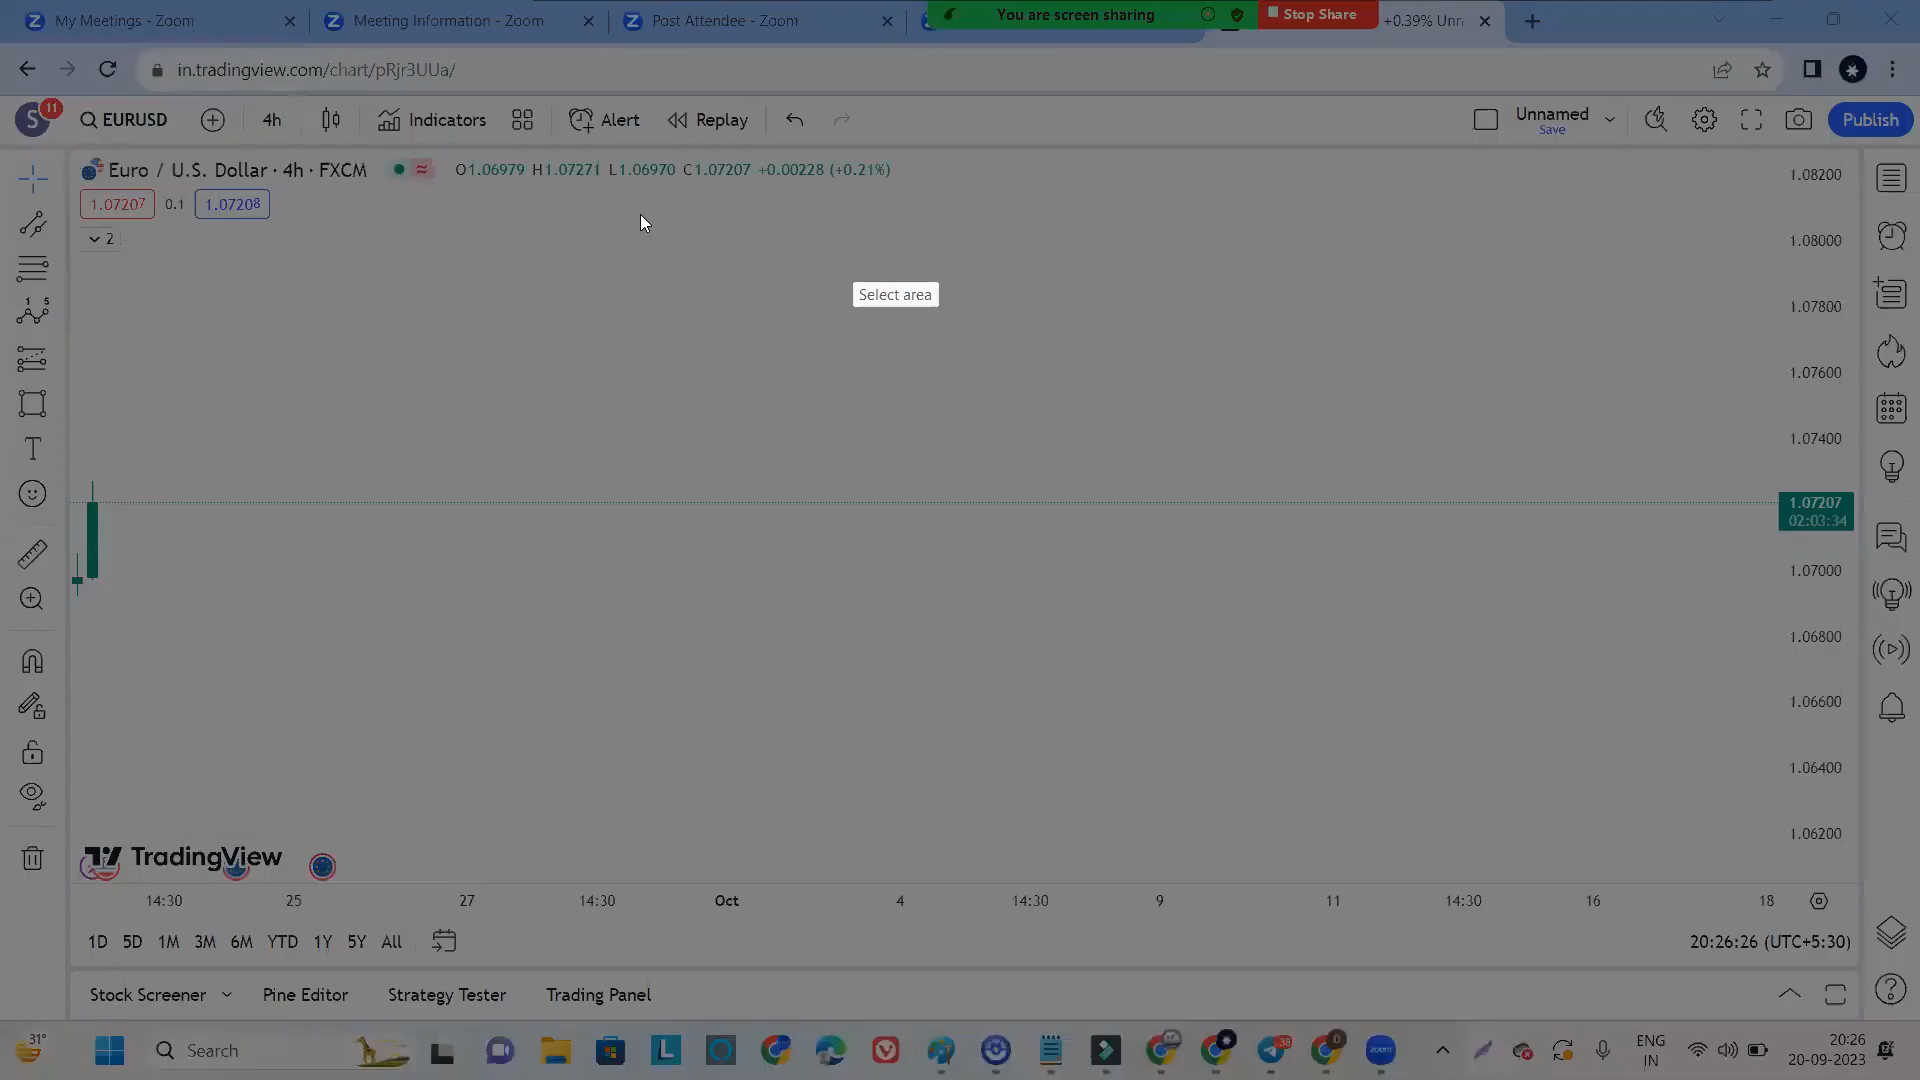 My Meetings - Zoom
Meeting Information - Zoom
Post Attendee - Zoom
You are screen sharing
Stop Share
+0.39% Unn
in.tradingview.com/chart/pRjr3UUa/
S 11
EURUSD
4h
Indicators
Alert
Replay
Unnamed
Save
Publish
Euro / U.S. Dollar · 4h · FXCM
O1.06979 H1.07271 L1.06970 C1.07207 +0.00228 (+0.21%)
1.07207 0.1 1.07208
2
Select area
1.08200
1.08000
1.07800
1.07600
1.07400
1.07207
02:03:34
1.07000
1.06800
1.06600
1.06400
1.06200
TradingView
14:30 25 27 14:30 Oct 4 14:30 9 11 14:30 16 18
1D 5D 1M 3M 6M YTD 1Y 5Y All
20:26:26 (UTC+5:30)
Stock Screener
Pine Editor
Strategy Tester
Trading Panel
31°
Search
38
zoom
ENG
IN
20:26
20-09-2023